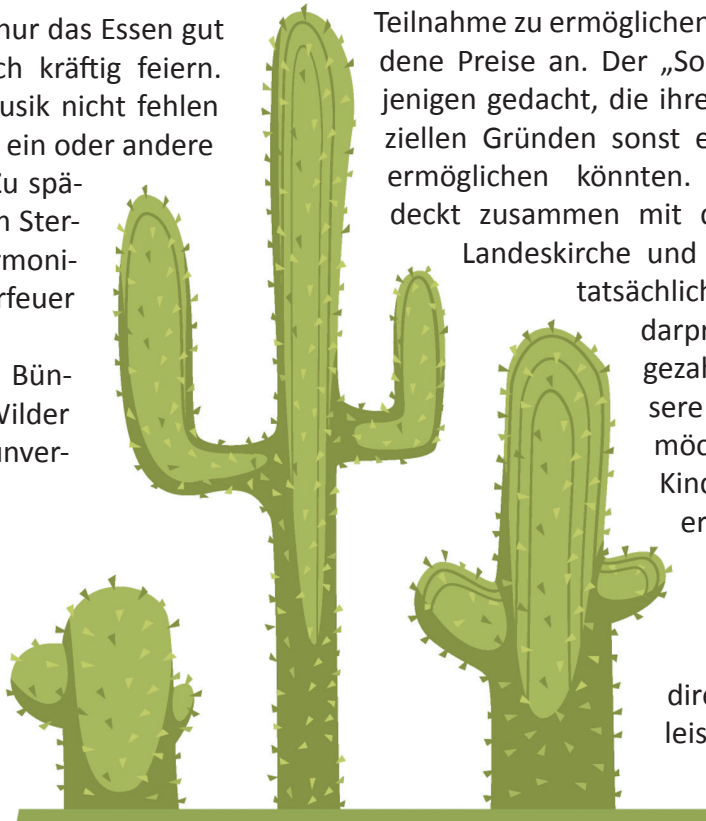 nur das Essen gut
ch kräftig feiern.
usik nicht fehlen
ein oder andere
Zu spä-
n Ster-
rmoni-
rfeuer
Bün-
Wilder
unver-
Teilnahme zu ermöglichen
dene Preise an. Der „So
jenigen gedacht, die ihre
ziellen Gründen sonst e
ermöglichen könnten.
deckt zusammen mit d
Landeskirche und
tatsächlich
darpr
gezah
sere
möc
Kind
er
dire
leis